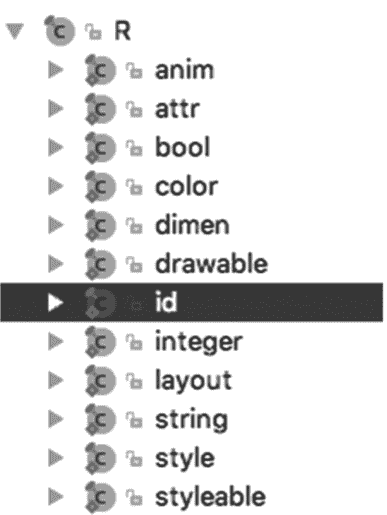 R
anim
attr
bool
color
dimen
drawable
id
integer
layout
string
style
styleable